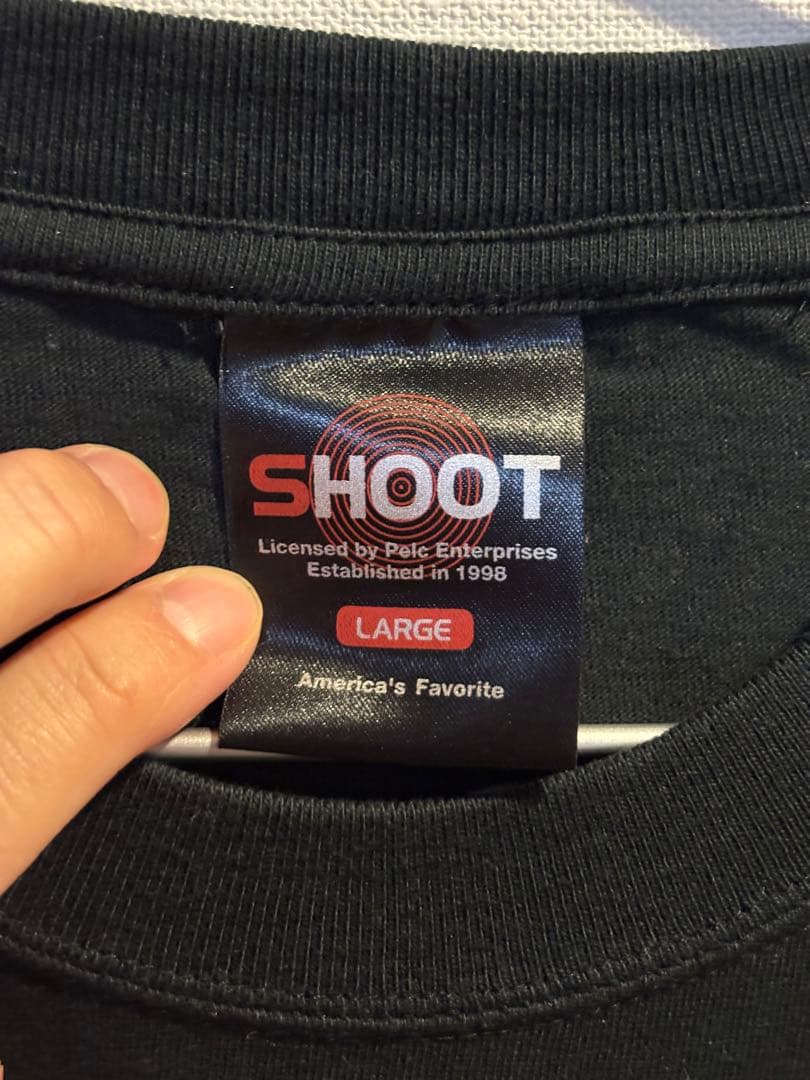 SHOOT
Licensed by Pelc Enterprises
Established in 1998
LARGE
America's Favorite